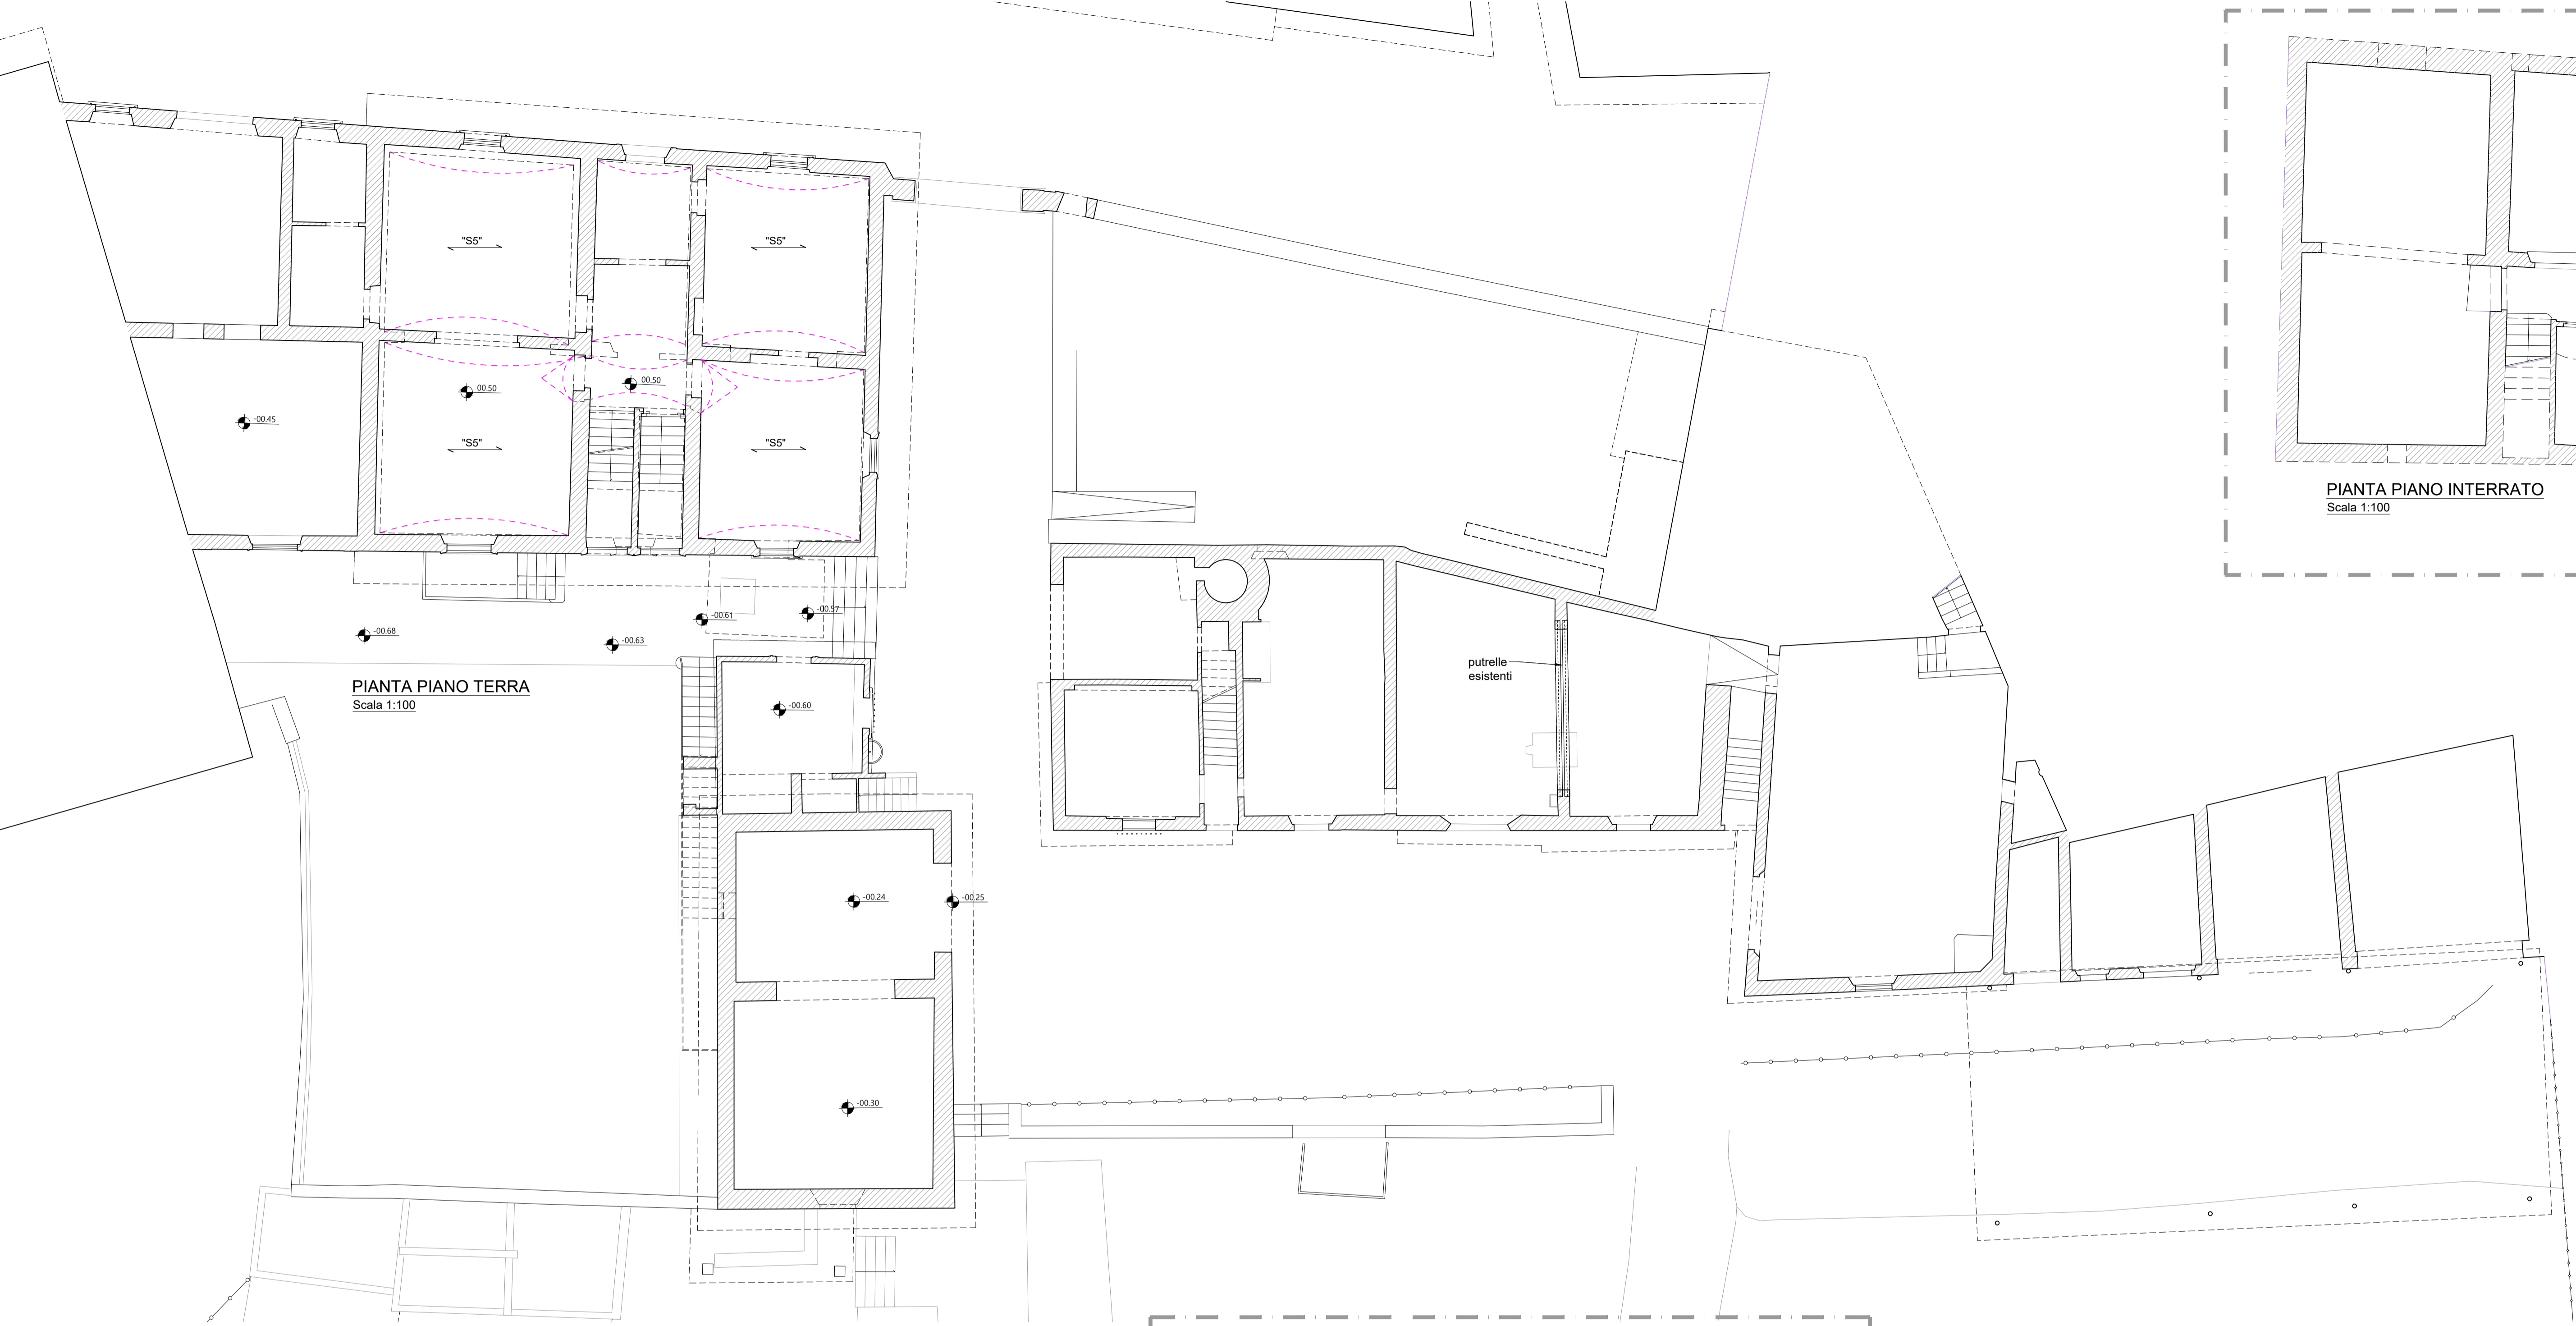 "S5"
"S5"
00.50
00.50
-00.45
"S5"
"S5"
PIANTA PIANO INTERRATO
Scala 1:100
-00.57
-00.61
-00.68
-00.63
putrelle
esistenti
PIANTA PIANO TERRA
Scala 1:100
-00.60
-00.24
-00.25
-00.30